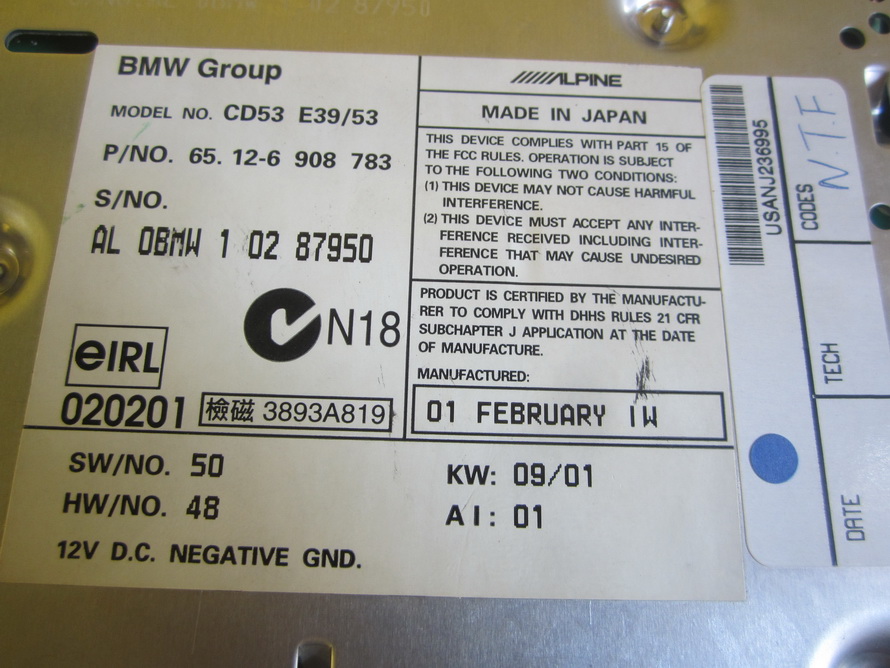 BMW Group
MODEL NO. CD53 E39/53
P/NO. 65. 12-6 908 783
S/NO.
AL 0BMW 1 02 87950
N18
eIRL
020201
檢磁 3893A819
ALPINE
MADE IN JAPAN
THIS DEVICE COMPLIES WITH PART 15 OF
THE FCC RULES. OPERATION IS SUBJECT
TO THE FOLLOWING TWO CONDITIONS:
(1) THIS DEVICE MAY NOT CAUSE HARMFUL
INTERFERENCE.
(2) THIS DEVICE MUST ACCEPT ANY INTER-
FERENCE RECEIVED INCLUDING INTER-
FERENCE THAT MAY CAUSE UNDESIRED
OPERATION.
PRODUCT IS CERTIFIED BY THE MANUFACTU-
RER TO COMPLY WITH DHHS RULES 21 CFR
SUBCHAPTER J APPLICATION AT THE DATE
OF MANUFACTURE.
MANUFACTURED:
01 FEBRUARY IW
SW/NO. 50
HW/NO. 48
12V D.C. NEGATIVE GND.
KW: 09/01
AI: 01
USANJ236995
CODES N.T.F
TECH
DATE
02 87950